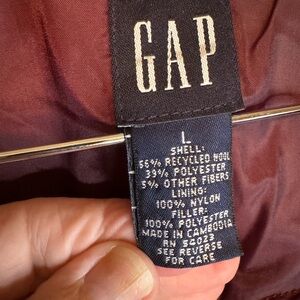 GAP
L
SHELL:
56% RECYCLED WOOL
39% POLYESTER
5% OTHER FIBERS
LINING:
100% NYLON
FILLER:
100% POLYESTER
MADE IN CAMBODIA
RN 54023
SEE REVERSE
FOR CARE